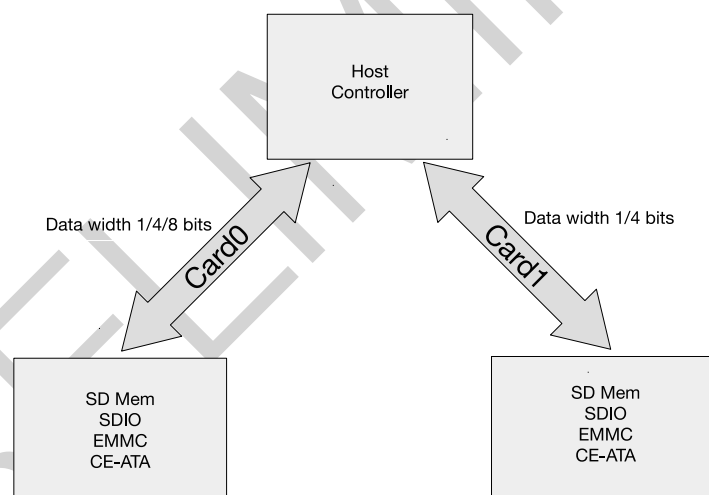 Host
Controller
Data width 1/4/8 bits
Data width 1/4 bits
Card0
Card1
SD Mem
SDIO
EMMC
CE-ATA
SD Mem
SDIO
EMMC
CE-ATA